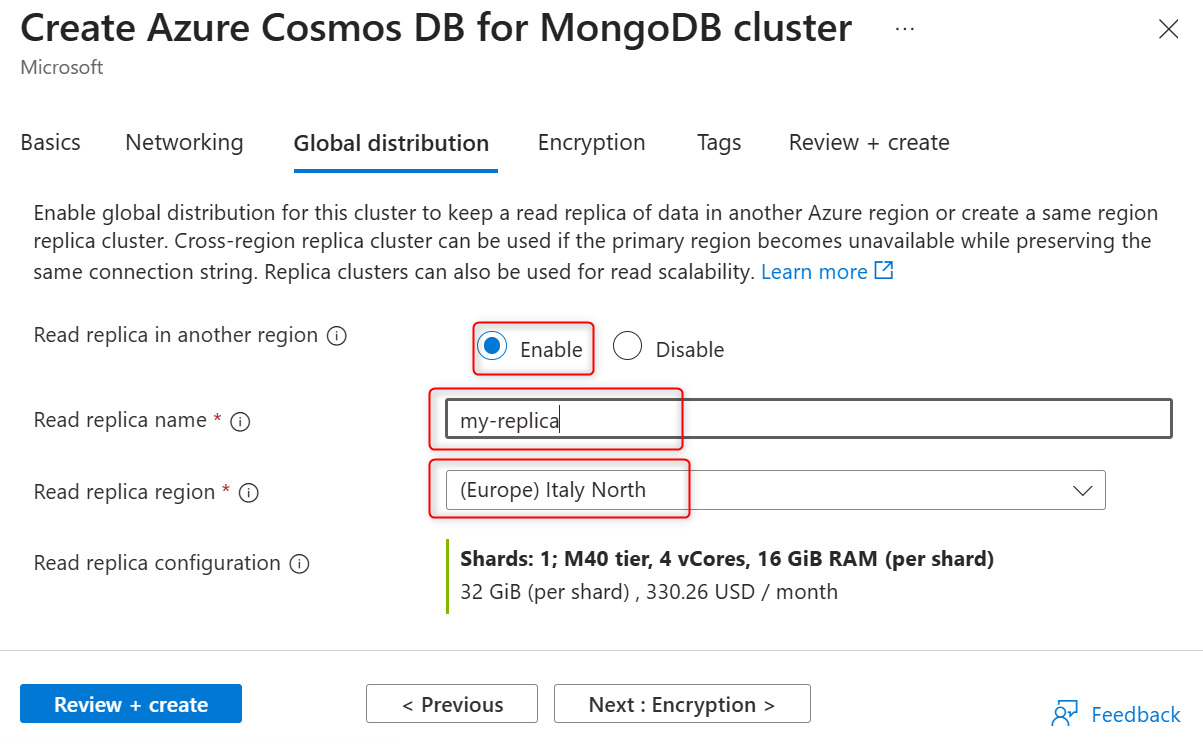 Create Azure Cosmos DB for MongoDB cluster ...
Microsoft
Basics Networking Global distribution Encryption Tags Review + create
Enable global distribution for this cluster to keep a read replica of data in another Azure region or create a same region
replica cluster. Cross-region replica cluster can be used if the primary region becomes unavailable while preserving the
same connection string. Replica clusters can also be used for read scalability. Learn more
Read replica in another region Enable Disable
Read replica name * my-replica
Read replica region * (Europe) Italy North
Read replica configuration Shards: 1; M40 tier, 4 vCores, 16 GiB RAM (per shard)
32 GiB (per shard) , 330.26 USD / month
Review + create < Previous Next : Encryption > Feedback